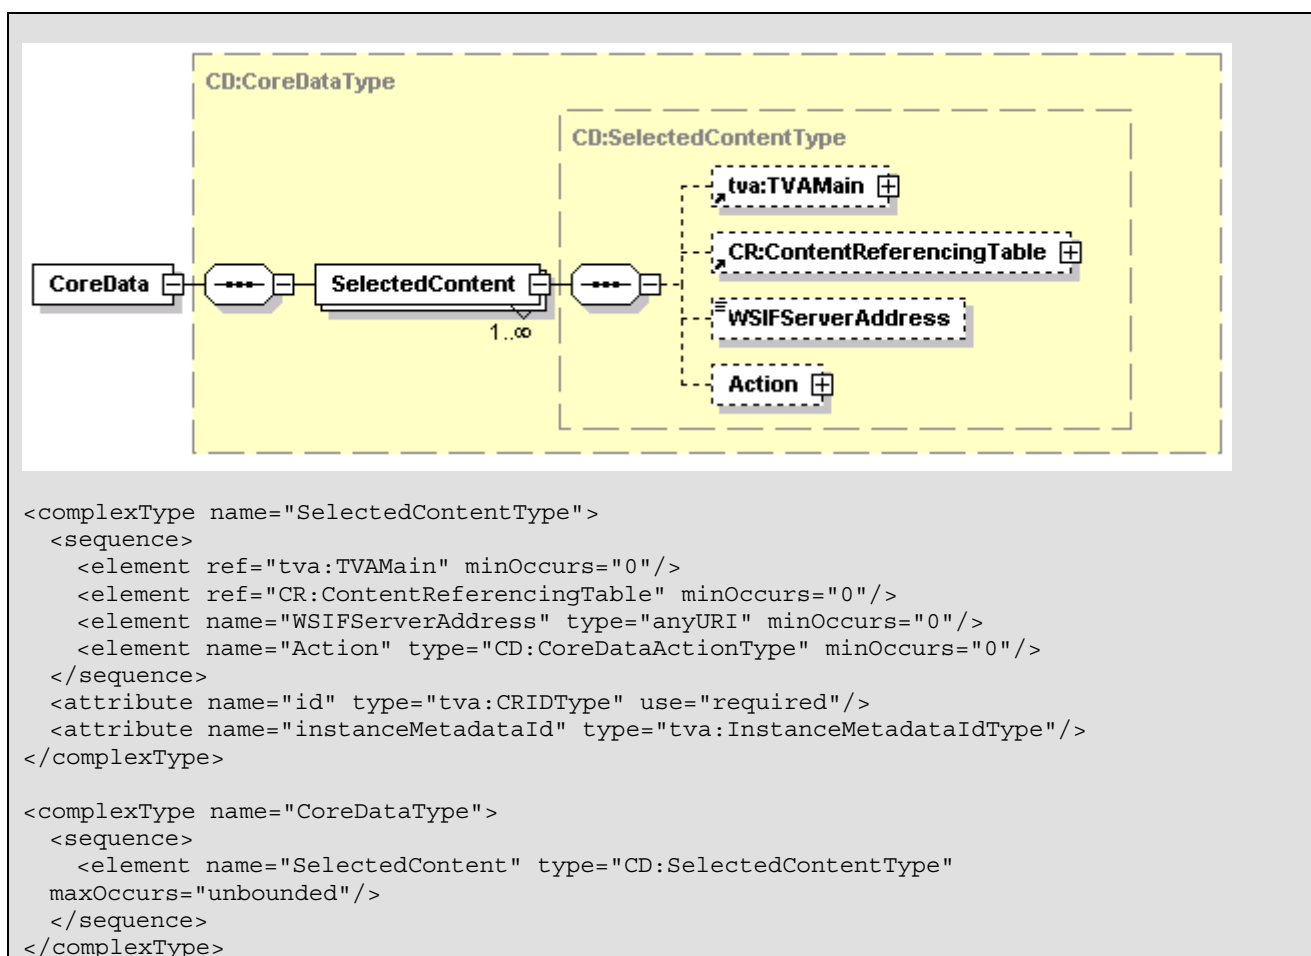 CD:CoreDataType
CD:SelectedContentType
tva:TVAMain
CR:ContentReferencingTable
CoreData
SelectedContent
1..∞
WSIFServerAddress
Action
<complexType name="SelectedContentType">
  <sequence>
    <element ref="tva:TVAMain" minOccurs="0"/>
    <element ref="CR:ContentReferencingTable" minOccurs="0"/>
    <element name="WSIFServerAddress" type="anyURI" minOccurs="0"/>
    <element name="Action" type="CD:CoreDataActionType" minOccurs="0"/>
  </sequence>
  <attribute name="id" type="tva:CRIDType" use="required"/>
  <attribute name="instanceMetadataId" type="tva:InstanceMetadataIdType"/>
</complexType>
<complexType name="CoreDataType">
  <sequence>
    <element name="SelectedContent" type="CD:SelectedContentType"
  maxOccurs="unbounded"/>
  </sequence>
</complexType>